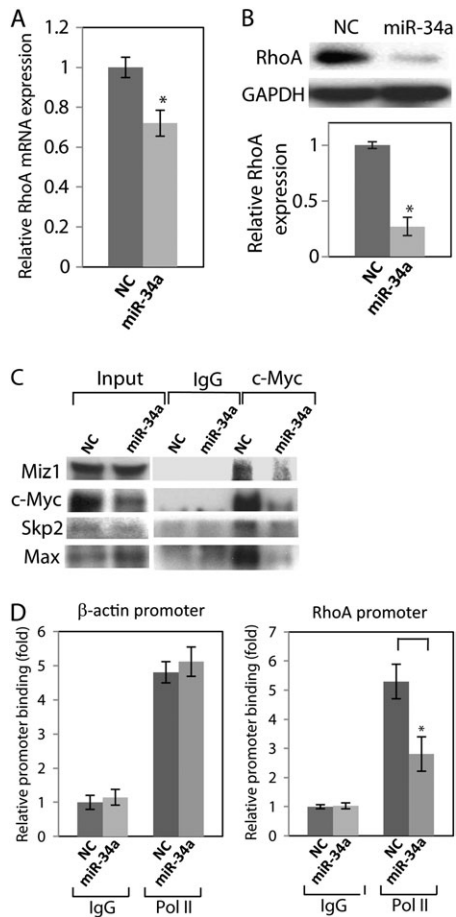 A
Relative RhoA mRNA expression
1.2
1
0.8
0.6
0.4
0.2
0
*
NC
miR-34a
B
NC miR-34a
RhoA
GAPDH
Relative RhoA
expression
1
0.5
0
*
NC
miR-34a
C
Input IgG c-Myc
NC miR-34a NC miR-34a NC miR-34a
Miz1
c-Myc
Skp2
Max
D
β-actin promoter
Relative promoter binding (fold)
6
5
4
3
2
1
0
NC
miR-34a
NC
miR-34a
IgG Pol II
RhoA promoter
Relative promoter binding (fold)
7
6
5
4
3
2
1
0
*
NC
miR-34a
NC
miR-34a
IgG Pol II